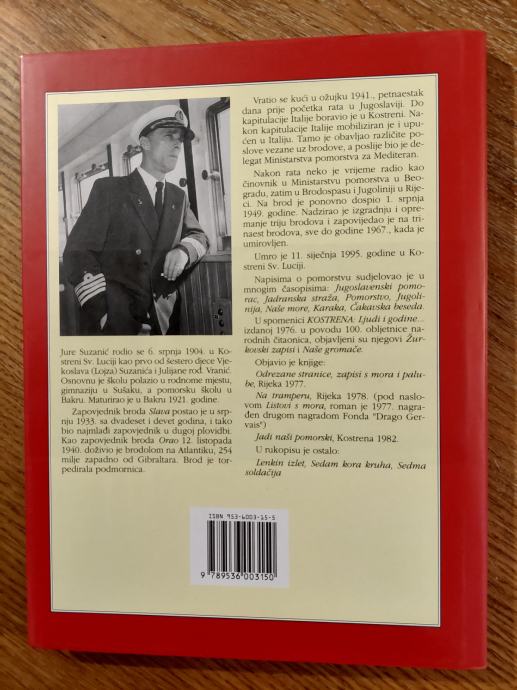 Jure Suzanić rodio se 6. srpnja 1904. u Ko-
streni Sv. Luciji kao prvo od šestero djece Vje-
koslava (Lojza) Suzanića i Julijane rođ. Vranić.
Osnovnu je školu polazio u rodnome mjestu,
gimnaziju u Sušaku, a pomorsku školu u
Bakru. Maturirao je u Bakru 1921. godine.
Zapovjednik broda Slava postao je u srp-
nju 1933. sa dvadeset i devet godina, i tako
bio najmlađi zapovjednik u dugoj plovidbi.
Kao zapovjednik broda Orao 12. listopada
1940. doživio je brodolom na Atlantiku, 254
milje zapadno od Gibraltara. Brod je tor-
pedirala podmornica.
Vratio se kući u ožujku 1941., petnaestak
dana prije početka rata u Jugoslaviji. Do
kapitulacije Italije boravio je u Kostreni. Na-
kon kapitulacije Italije mobiliziran je i upu-
ćen u Italiju. Tamo je obavljao različite po-
slove vezane uz brodove, a poslije bio je de-
legat Ministarstva pomorstva za Mediteran.
Nakon rata neko je vrijeme radio kao
činovnik u Ministarstvu pomorstva u Beo-
gradu, zatim u Brodospasu i Jugoliniji u Rije-
ci. Na brod je ponovno dospio 1. srpnja
1949. godine. Nadzirao je izgradnju i opre-
manje triju brodova i zapovijedao je na tri-
naest brodova, sve do godine 1967., kada je
umirovljen.
Umro je 11. siječnja 1995. godine u Ko-
streni Sv. Luciji.
Napisima o pomorstvu sudjelovao je u
mnogim časopisima: Jugoslavenski pomo-
rac, Jadranska straža, Pomorstvo, Jugoli-
nija, Naše more, Karaka, Čakavska beseda.
U spomenici KOSTRENA: Ljudi i godine...
izdanoj 1976. u povodu 100. obljetnice na-
rodnih čitaonica, objavljeni su njegovi Žur-
kovski zapisi i Naše gromače.
Objavio je knjige:
Odrezane stranice, zapisi s mora i palu-
be, Rijeka 1977.
Na tramperu, Rijeka 1978. (pod naslo-
vom Listovi s mora, roman je 1977. nagra-
đen drugom nagradom Fonda "Drago Ger-
vais")
Jadi naši pomorski, Kostrena 1982.
U rukopisu je ostalo:
Lenkin izlet, Sedam kora kruha, Sedma
soldačija
ISBN 953-6003-15-5
9 789536 003150